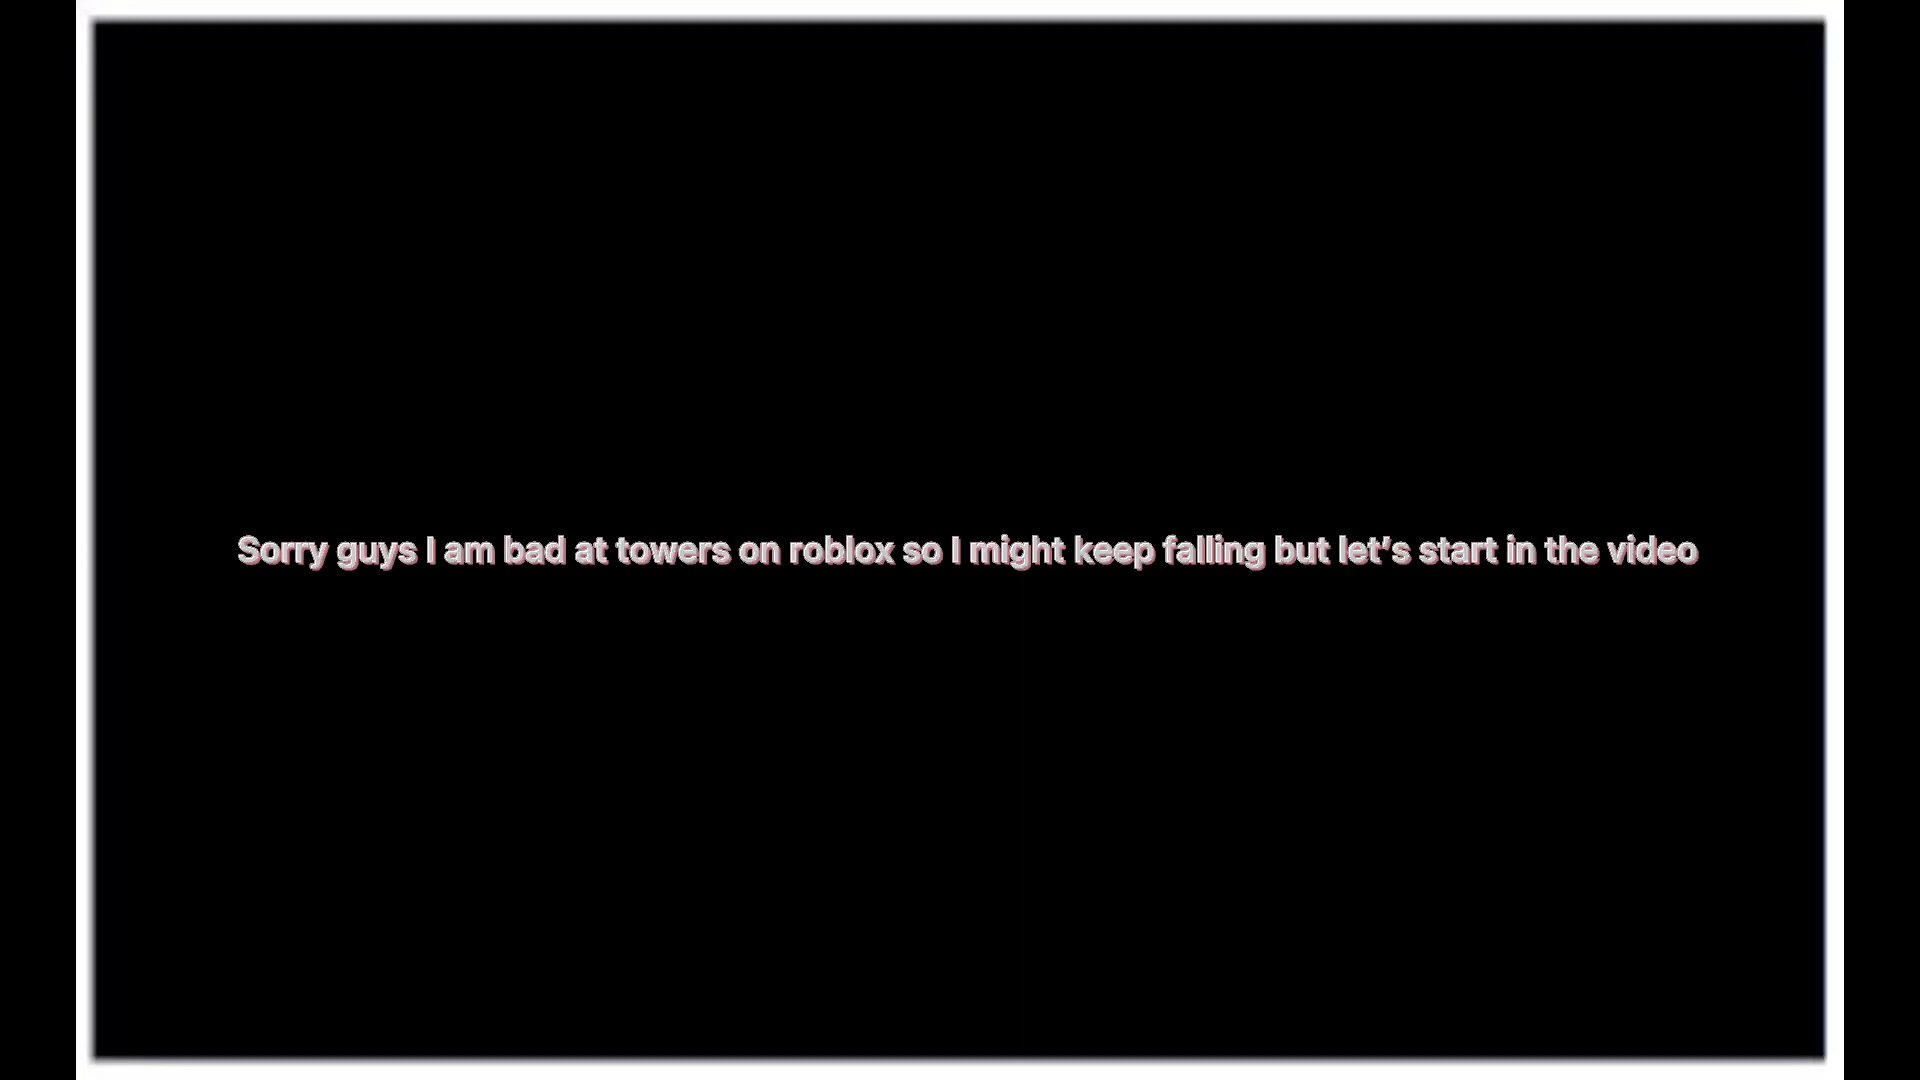 Sorry guys I am bad at towers on roblox so I might keep falling but let’s start in the video